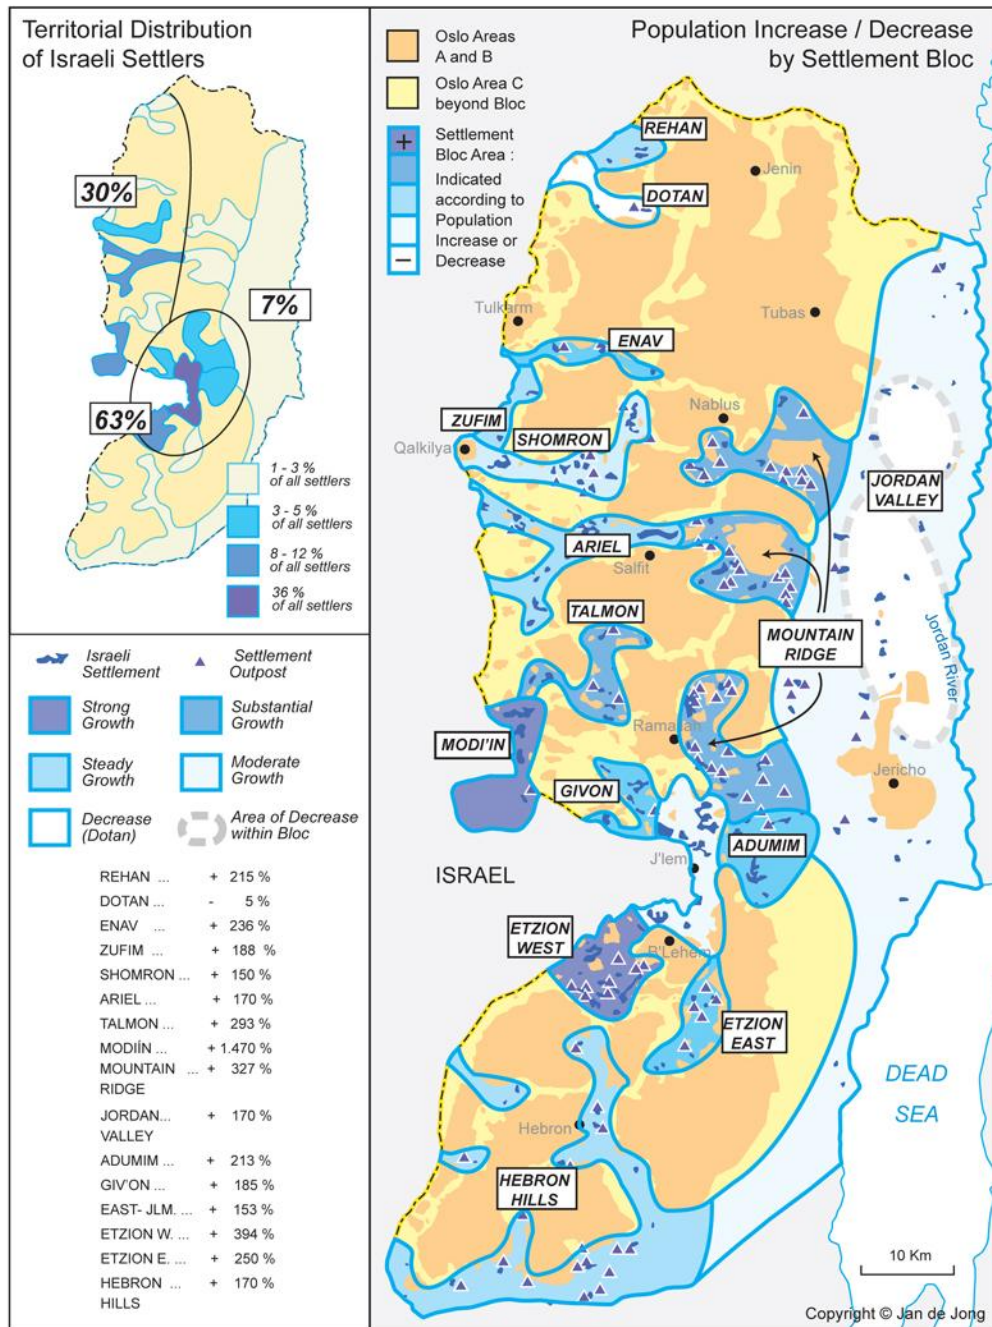 Territorial Distribution
of Israeli Settlers
30%
7%
63%
1 - 3 %
of all settlers
3 - 5 %
of all settlers
8 - 12 %
of all settlers
36 %
of all settlers
Israeli
Settlement
Settlement
Outpost
Strong
Growth
Substantial
Growth
Steady
Growth
Moderate
Growth
Decrease
(Dotan)
Area of Decrease
within Bloc
REHAN ... + 215 %
DOTAN ... - 5 %
ENAV ... + 236 %
ZUFIM ... + 188 %
SHOMRON ... + 150 %
ARIEL ... + 170 %
TALMON ... + 293 %
MODIÍN ... + 1.470 %
MOUNTAIN ... + 327 %
RIDGE
JORDAN... + 170 %
VALLEY
ADUMIM ... + 213 %
GIV'ON ... + 185 %
EAST- JLM. ... + 153 %
ETZION W. ... + 394 %
ETZION E. ... + 250 %
HEBRON ... + 170 %
HILLS
Population Increase / Decrease
by Settlement Bloc
Oslo Areas
A and B
Oslo Area C
beyond Bloc
+
Settlement
Bloc Area :
Indicated
according to
Population
Increase or
Decrease
−
REHAN
Jenin
DOTAN
Tulkarm
Tubas
ENAV
ZUFIM
Nablus
SHOMRON
Qalkilya
JORDAN
VALLEY
ARIEL
Salfit
TALMON
MOUNTAIN
RIDGE
Jordan River
MODI'IN
Ramallah
Jericho
GIVON
ADUMIM
J'lem
ISRAEL
ETZION
WEST
B'Lehem
ETZION
EAST
DEAD
SEA
Hebron
HEBRON
HILLS
10 Km
Copyright © Jan de Jong